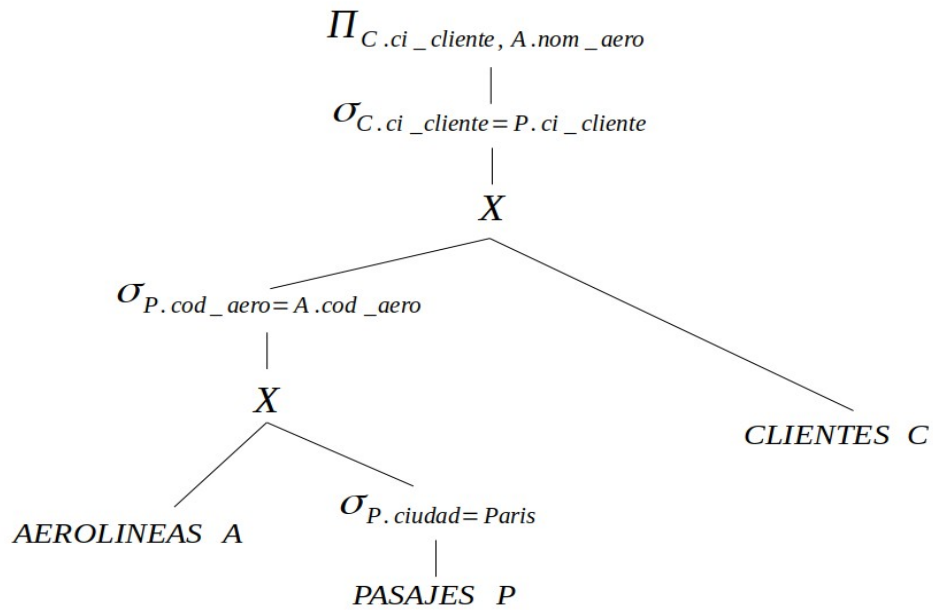 Π C.ci_cliente, A.nom_aero
σ C.ci_cliente=P.ci_cliente
X
σ P.cod_aero=A.cod_aero
X
CLIENTES C
σ P.ciudad=Paris
AEROLINEAS A
PASAJES P